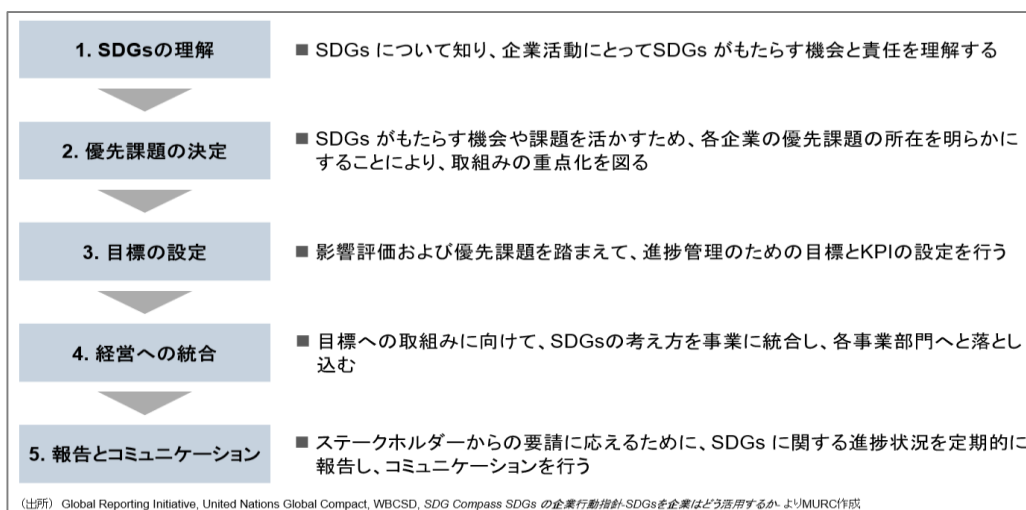 1. SDGsの理解
■ SDGs について知り、企業活動にとってSDGs がもたらす機会と責任を理解する
2. 優先課題の決定
■ SDGs がもたらす機会や課題を活かすため、各企業の優先課題の所在を明らかに
することにより、取組みの重点化を図る
3. 目標の設定
■ 影響評価および優先課題を踏まえて、進捗管理のための目標とKPIの設定を行う
4. 経営への統合
■ 目標への取組みに向けて、SDGsの考え方を事業に統合し、各事業部門へと落とし
込む
5. 報告とコミュニケーション
■ ステークホルダーからの要請に応えるために、SDGs に関する進捗状況を定期的に
報告し、コミュニケーションを行う
（出所） Global Reporting Initiative, United Nations Global Compact, WBCSD, SDG Compass SDGs の企業行動指針-SDGsを企業はどう活用するか- よりMURC作成